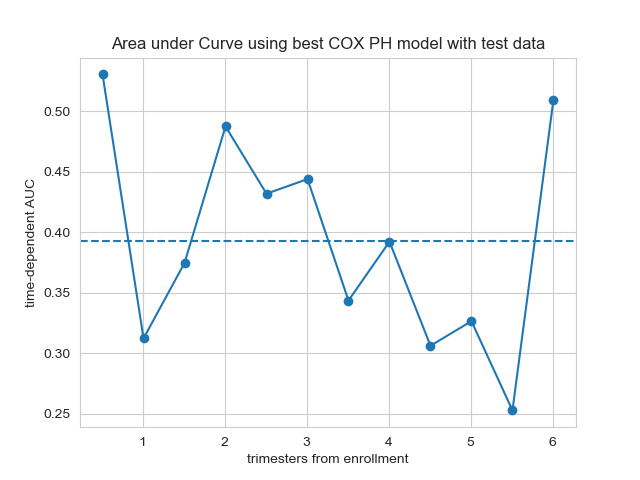 Area under Curve using best COX PH model with test data
time-dependent AUC
0.50
0.45
0.40
0.35
0.30
0.25
1 2 3 4 5 6
trimesters from enrollment